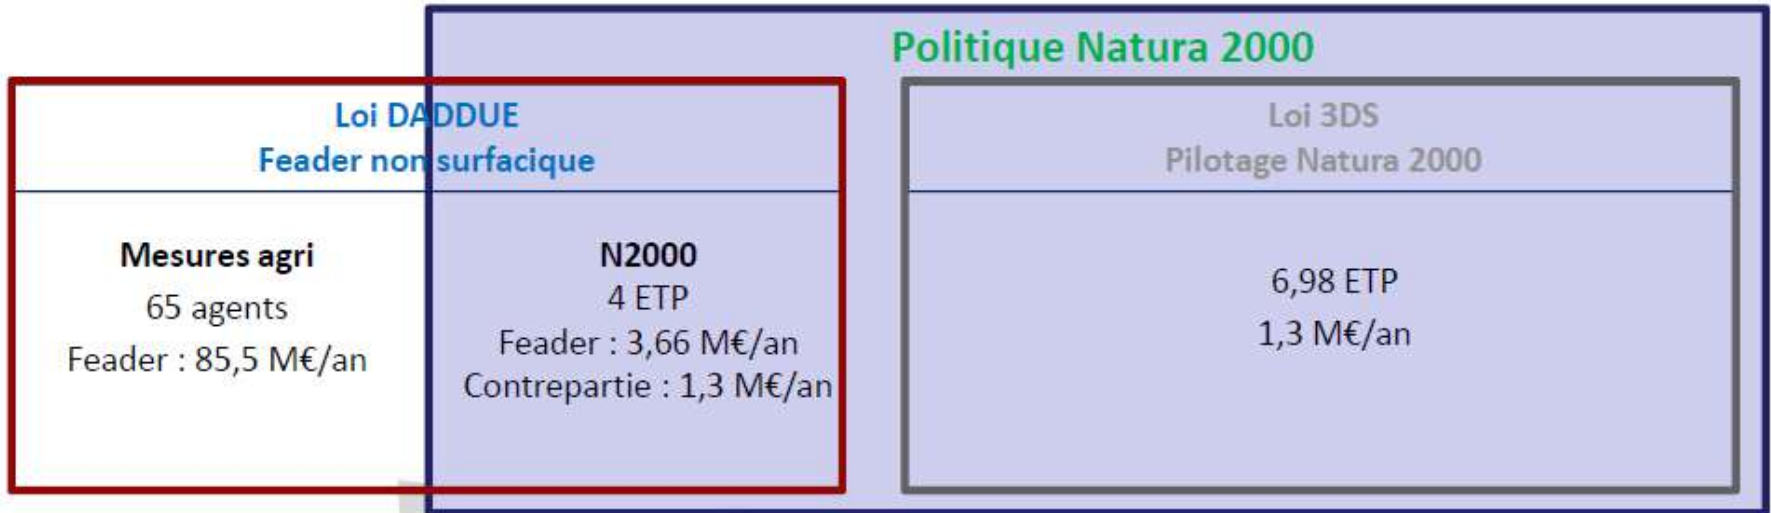 Politique Natura 2000
Loi DADDUE
Feader non surfacique
Mesures agri
65 agents
Feader : 85,5 M€/an
N2000
4 ETP
Feader : 3,66 M€/an
Contrepartie : 1,3 M€/an
Loi 3DS
Pilotage Natura 2000
6,98 ETP
1,3 M€/an